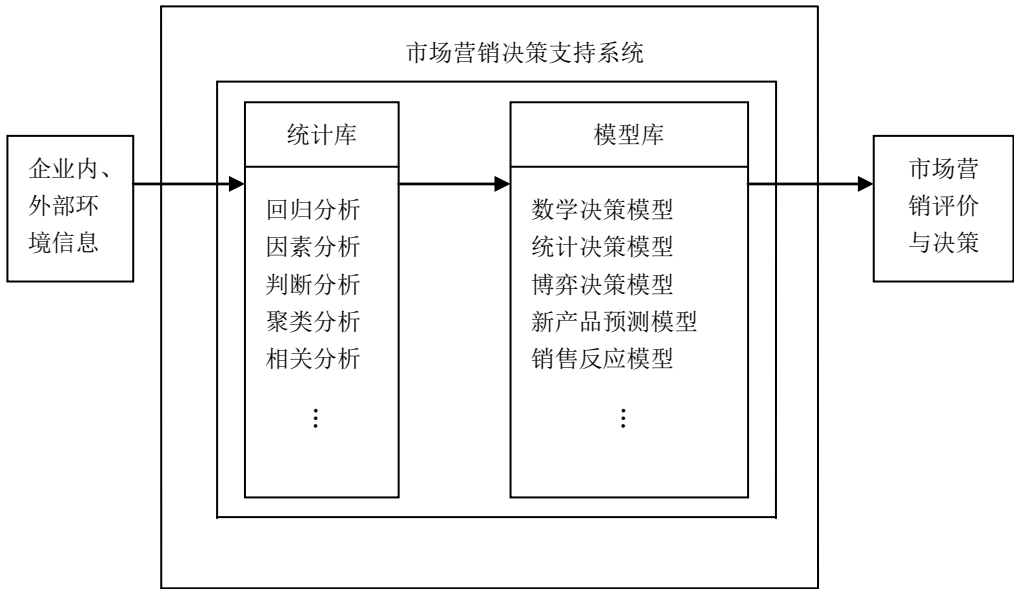 市场营销决策支持系统
企业内、
外部环
境信息
统计库
回归分析
因素分析
判断分析
聚类分析
相关分析
⋮
模型库
数学决策模型
统计决策模型
博弈决策模型
新产品预测模型
销售反应模型
⋮
市场营
销评价
与决策